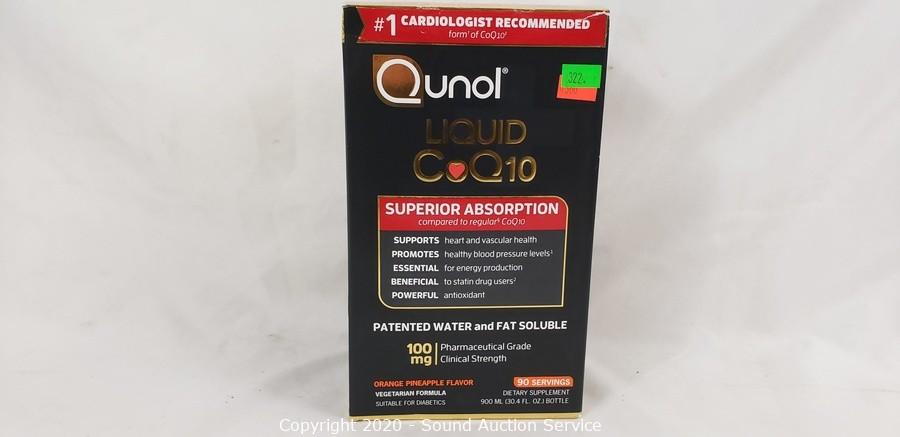 #1 CARDIOLOGIST RECOMMENDED
form† of CoQ10‡
Qunol®
322.
LIQUID
CoQ10
SUPERIOR ABSORPTION
compared to regular§ CoQ10
SUPPORTS heart and vascular health
PROMOTES healthy blood pressure levels¹
ESSENTIAL for energy production
BENEFICIAL to statin drug users²
POWERFUL antioxidant
PATENTED WATER and FAT SOLUBLE
100 mg Pharmaceutical Grade
Clinical Strength
ORANGE PINEAPPLE FLAVOR
90 SERVINGS
VEGETARIAN FORMULA
DIETARY SUPPLEMENT
SUITABLE FOR DIABETICS
900 ML (30.4 FL. OZ.) BOTTLE
Copyright 2020 - Sound Auction Service